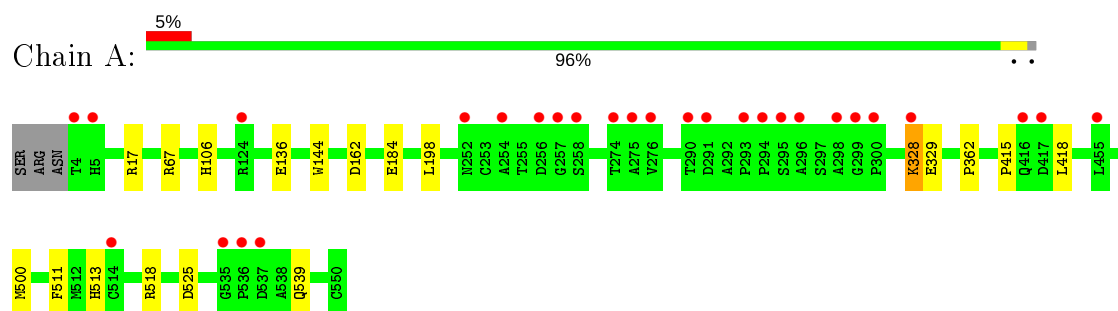 5%
Chain A:
96%
SER ARG ASN T4 H5 R17 R67 H106 R124 E136 W144 D162 E184 L198 N252 C253 A254 T255 D256 G257 S258 T274 A275 V276 T290 D291 A292 P293 P294 S295 A296 S297 A298 G299 P300 K328 E329 P362 P415 Q416 D417 L418 L455
M500 F511 M512 H513 C514 R518 D525 G535 P536 D537 A538 Q539 C550